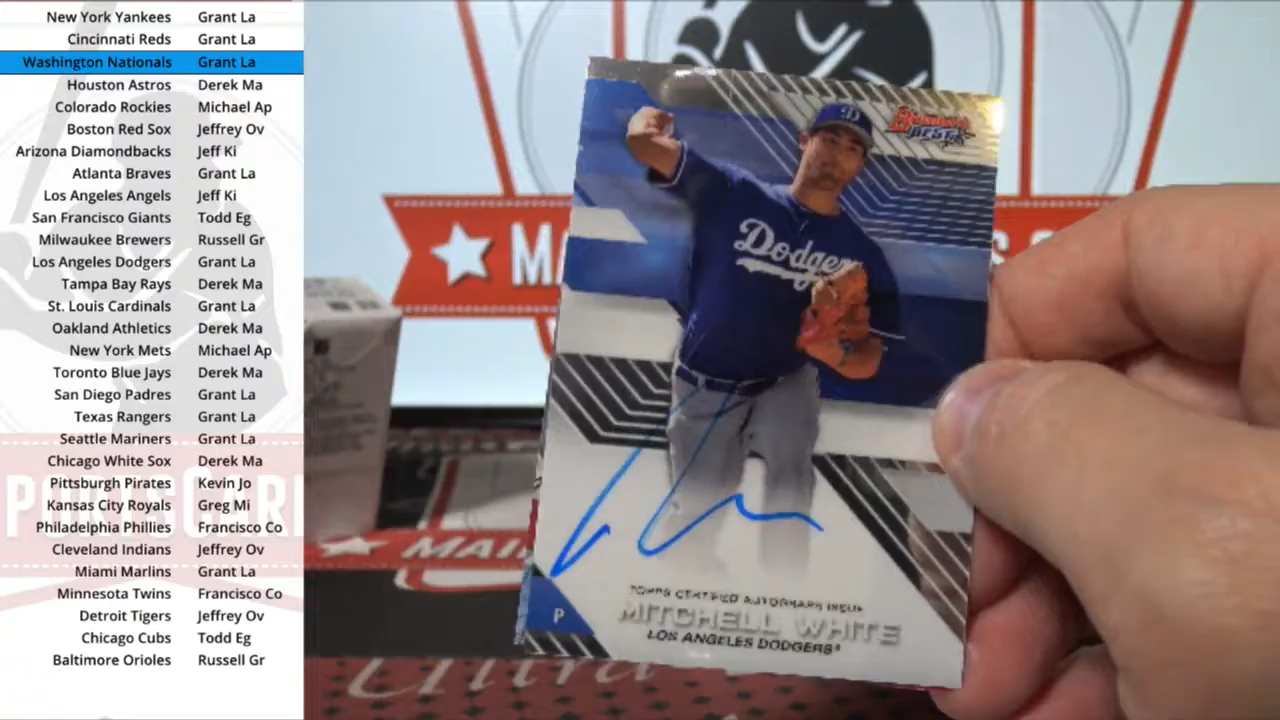 New York Yankees Grant La
Cincinnati Reds Grant La
Washington Nationals Grant La
Houston Astros Derek Ma
Colorado Rockies Michael Ap
Boston Red Sox Jeffrey Ov
Arizona Diamondbacks Jeff Ki
Atlanta Braves Grant La
Los Angeles Angels Jeff Ki
San Francisco Giants Todd Eg
Milwaukee Brewers Russell Gr
Los Angeles Dodgers Grant La
Tampa Bay Rays Derek Ma
St. Louis Cardinals Grant La
Oakland Athletics Derek Ma
New York Mets Michael Ap
Toronto Blue Jays Derek Ma
San Diego Padres Grant La
Texas Rangers Grant La
Seattle Mariners Grant La
Chicago White Sox Derek Ma
Pittsburgh Pirates Kevin Jo
Kansas City Royals Greg Mi
Philadelphia Phillies Francisco Co
Cleveland Indians Jeffrey Ov
Miami Marlins Grant La
Minnesota Twins Francisco Co
Detroit Tigers Jeffrey Ov
Chicago Cubs Todd Eg
Baltimore Orioles Russell Gr
PORTSCAR
Bowman's
BEST
D
Dodgers
MA
MAI
P
TOPPS CERTIFIED AUTOGRAPH ISSUE
MITCHELL WHITE
LOS ANGELES DODGERS®
Ultra